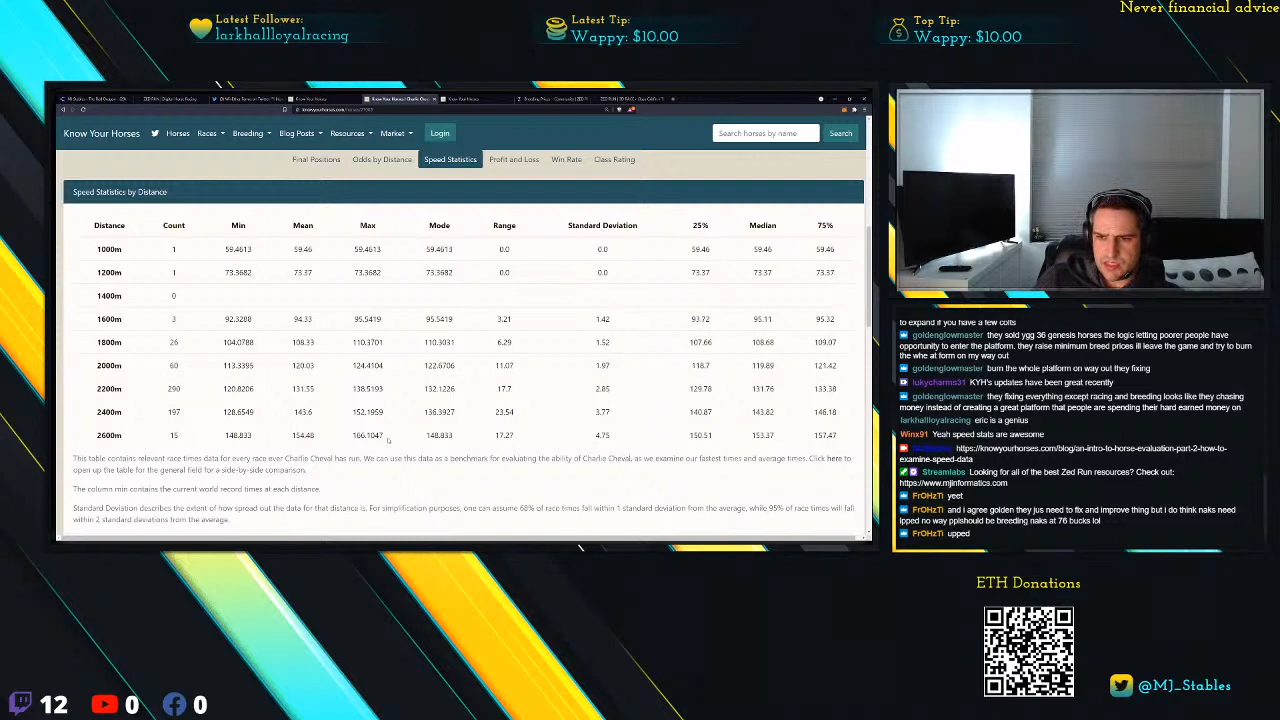 Never financial advice
Latest Follower:
larkhallloyalracing
Latest Tip:
Wappy: $10.00
Top Tip:
Wappy: $10.00
Know Your Horses
Horses
Races
Breeding
Blog Posts
Resources
Market
Login
Search horses by name
Search
Final Positions
Odds by Distance
Speed Statistics
Profit and Loss
Win Rate
Class Rating
Speed Statistics by Distance
Distance Count Min Mean Max Mode Range Standard Deviation 25% Median 75%
1000m 1 59.4613 59.46 59.4613 59.4613 0.0 0.0 59.46 59.46 59.46
1200m 1 73.3682 73.37 73.3682 73.3682 0.0 0.0 73.37 73.37 73.37
1400m 0
1600m 3 92.3288 94.33 95.5419 95.5419 3.21 1.42 93.72 95.11 95.32
1800m 26 104.0788 108.33 110.3701 110.3031 6.29 1.52 107.66 108.68 109.07
2000m 60 113.3395 120.03 124.4104 122.6706 11.07 1.97 118.7 119.89 121.42
2200m 290 120.8206 131.55 138.5193 132.1226 17.7 2.85 129.78 131.76 133.38
2400m 197 128.6549 143.6 152.1959 136.3927 23.54 3.77 140.87 143.82 146.18
2600m 15 148.833 154.48 166.1047 148.833 17.27 4.75 150.51 153.37 157.47
This table contains relevant race times data for every race ever Charlie Cheval has run. We can use this data as a benchmark for evaluating the ability of Charlie Cheval, as we examine our fastest times and average times. Click here to
open up the table for the general field for a side-by-side comparison.
The column min contains the current world record times at each distance.
Standard Deviation describes the extent of how spread out the data for that distance is. For simplification purposes, one can assume 68% of race times fall within 1 standard deviation from the average, while 95% of race times will fall
within 2 standard deviations from the average.
to expand if you have a few colts
goldenglowmaster: they sold ygg 36 genesis horses the logic letting poorer people have
opportunity to enter the platform. they raise minimum breed prices ill leave the game and try to burn
the whe at form on my way out
goldenglowmaster: burn the whole platform on way out they fixing
lukycharms31: KYH's updates have been great recently
goldenglowmaster: they fixing everything except racing and breeding looks like they chasing
money instead of creating a great platform that people are spending their hard earned money on
larkhallloyalracing: eric is a genius
Winx91: Yeah speed stats are awesome
https://knowyourhorses.com/blog/an-intro-to-horse-evaluation-part-2-how-to-
examine-speed-data
Streamlabs: Looking for all of the best Zed Run resources? Check out:
https://www.mjinformatics.com
FrOHzTi: yeet
FrOHzTi: and i agree golden they jus need to fix and improve thing but i do think naks need
ipped no way pplshould be breeding naks at 76 bucks lol
FrOHzTi: upped
ETH Donations
@MJ_Stables
12
0
0